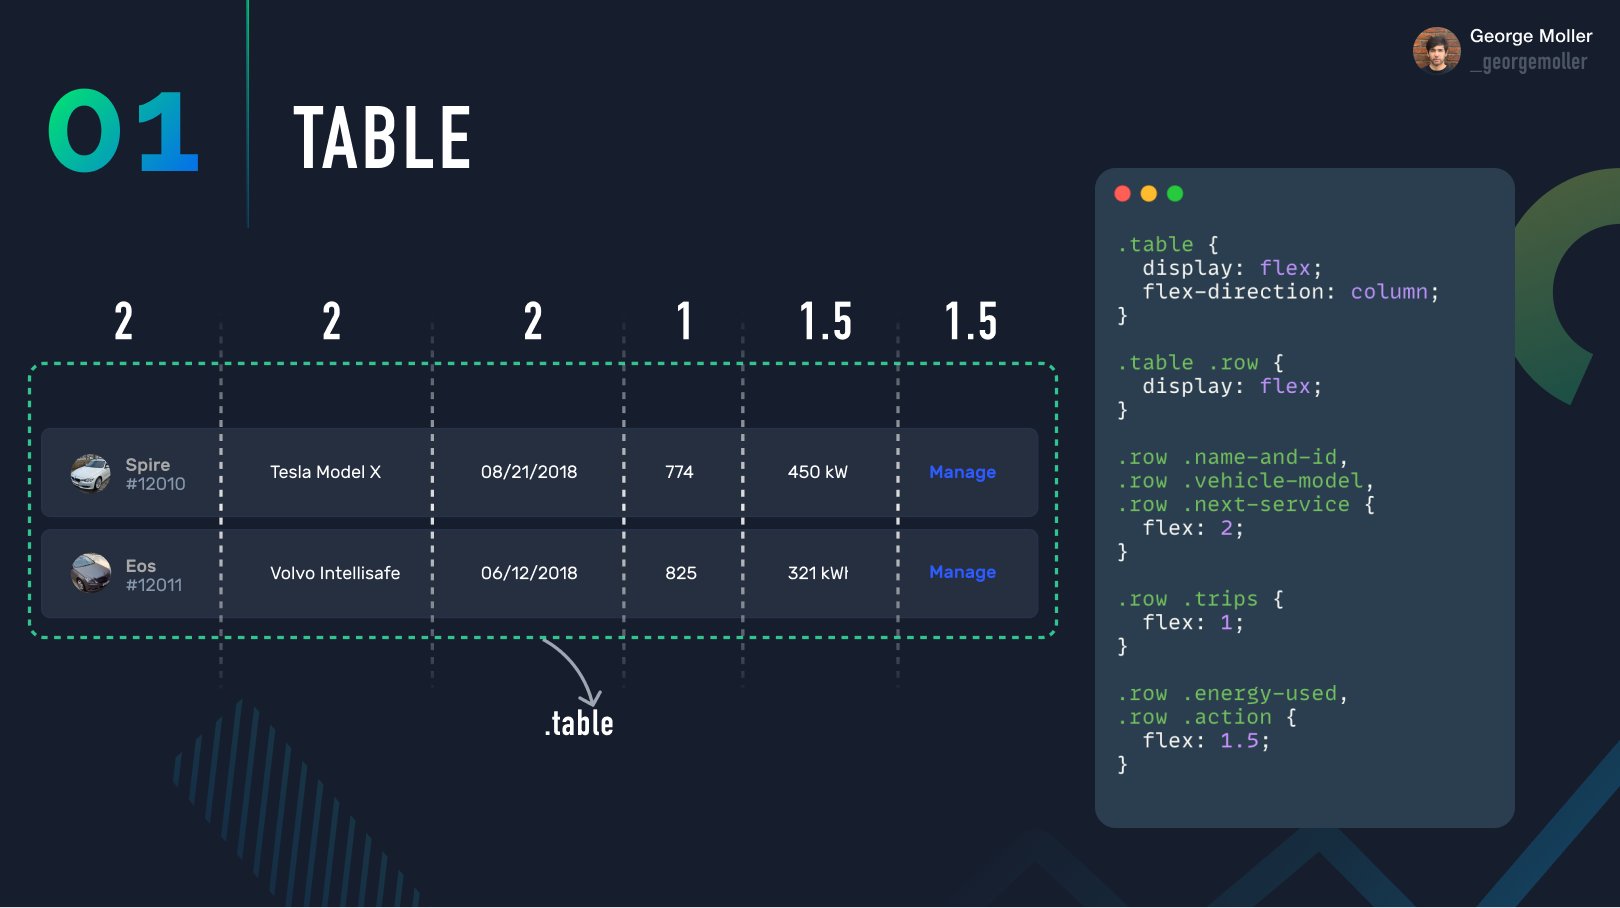 George Moller
_georgemoller
01
TABLE
2 2 2 1 1.5 1.5
Spire
#12010
Tesla Model X 08/21/2018 774 450 kW Manage
Eos
#12011
Volvo Intellisafe 06/12/2018 825 321 kWh Manage
.table
.table {
  display: flex;
  flex-direction: column;
}
.table .row {
  display: flex;
}
.row .name-and-id,
.row .vehicle-model,
.row .next-service {
  flex: 2;
}
.row .trips {
  flex: 1;
}
.row .energy-used,
.row .action {
  flex: 1.5;
}